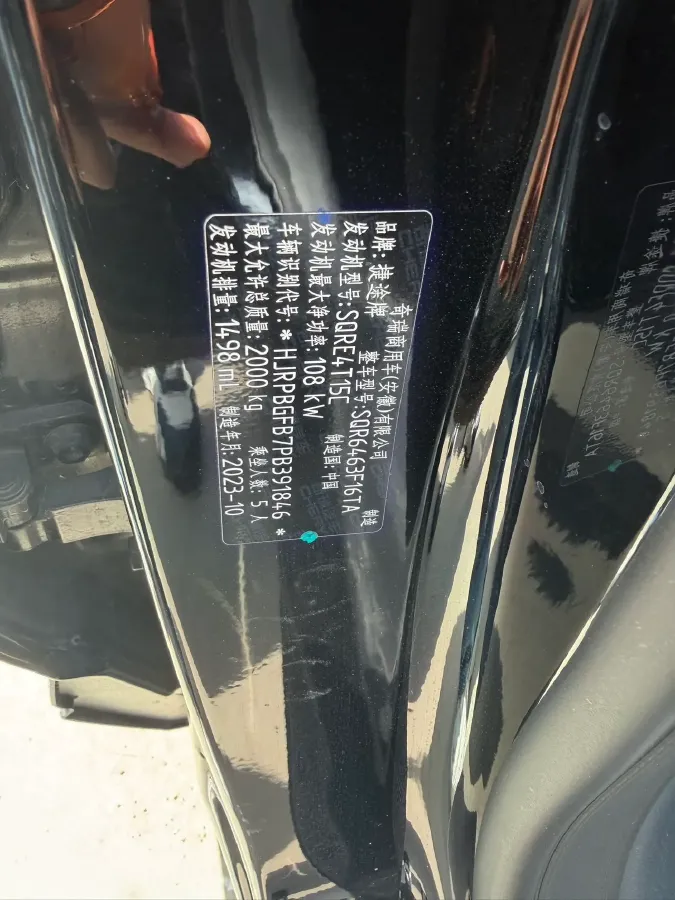 奇瑞商用车(安徽)有限公司 制造
品牌: 捷途牌 整车型号:SQR6463F16TA
发动机型号:SQRE4T15C 制造国:中国
发动机最大净功率: 108 kW
车辆识别代号: * HJRPBGFB7PB391846 *
最大允许总质量: 2000 kg 乘坐人数: 5 人
发动机排量: 1498 mL 制造年月:2023-10